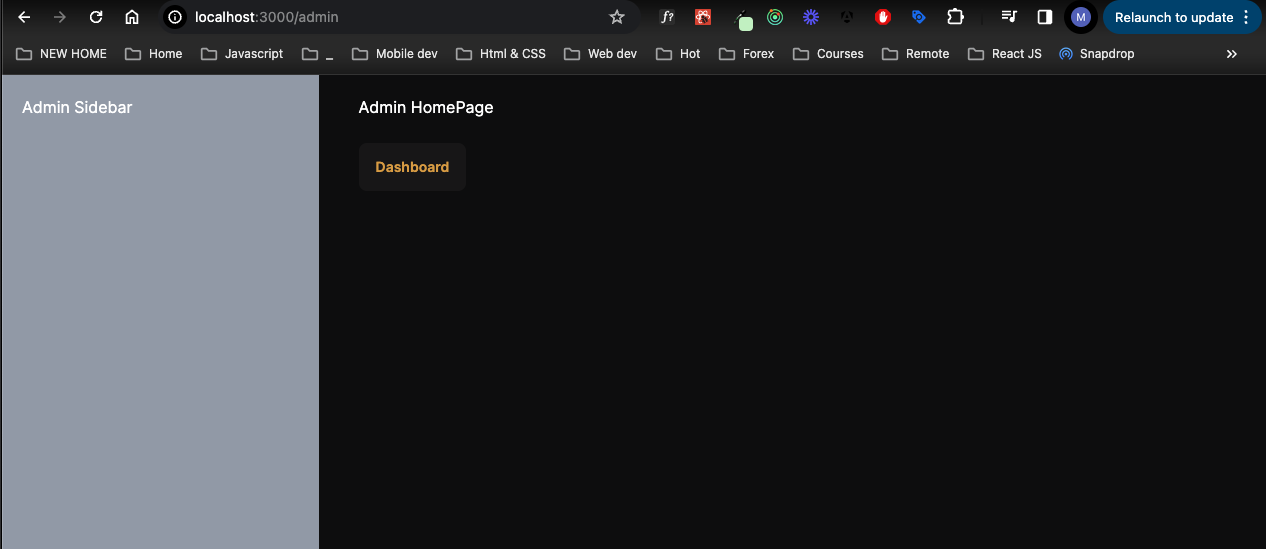 localhost:3000/admin
f?
M
Relaunch to update
NEW HOME Home Javascript _ Mobile dev Html & CSS Web dev Hot Forex Courses Remote React JS Snapdrop »
Admin Sidebar
Admin HomePage
Dashboard